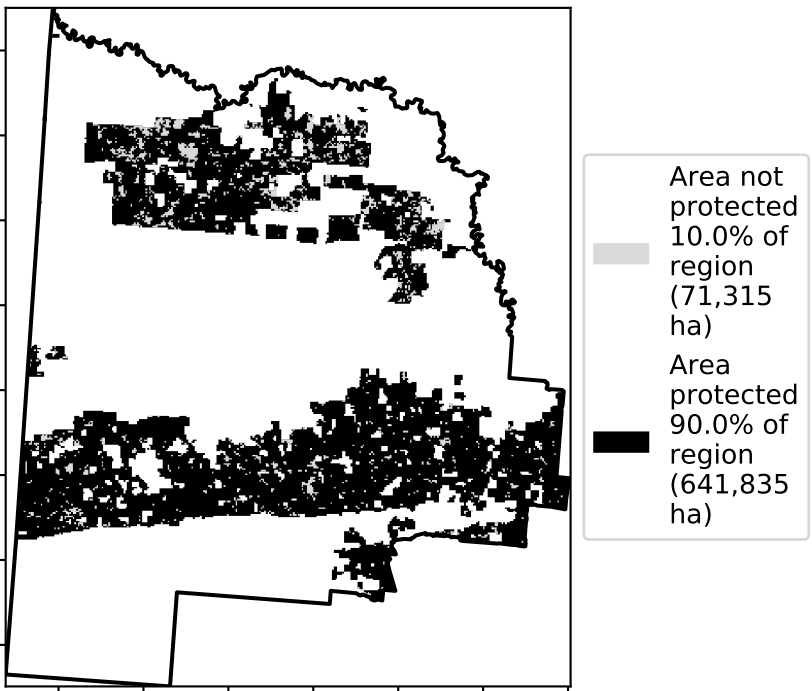 Area not
protected
10.0% of
region
(71,315
ha)
Area
protected
90.0% of
region
(641,835
ha)